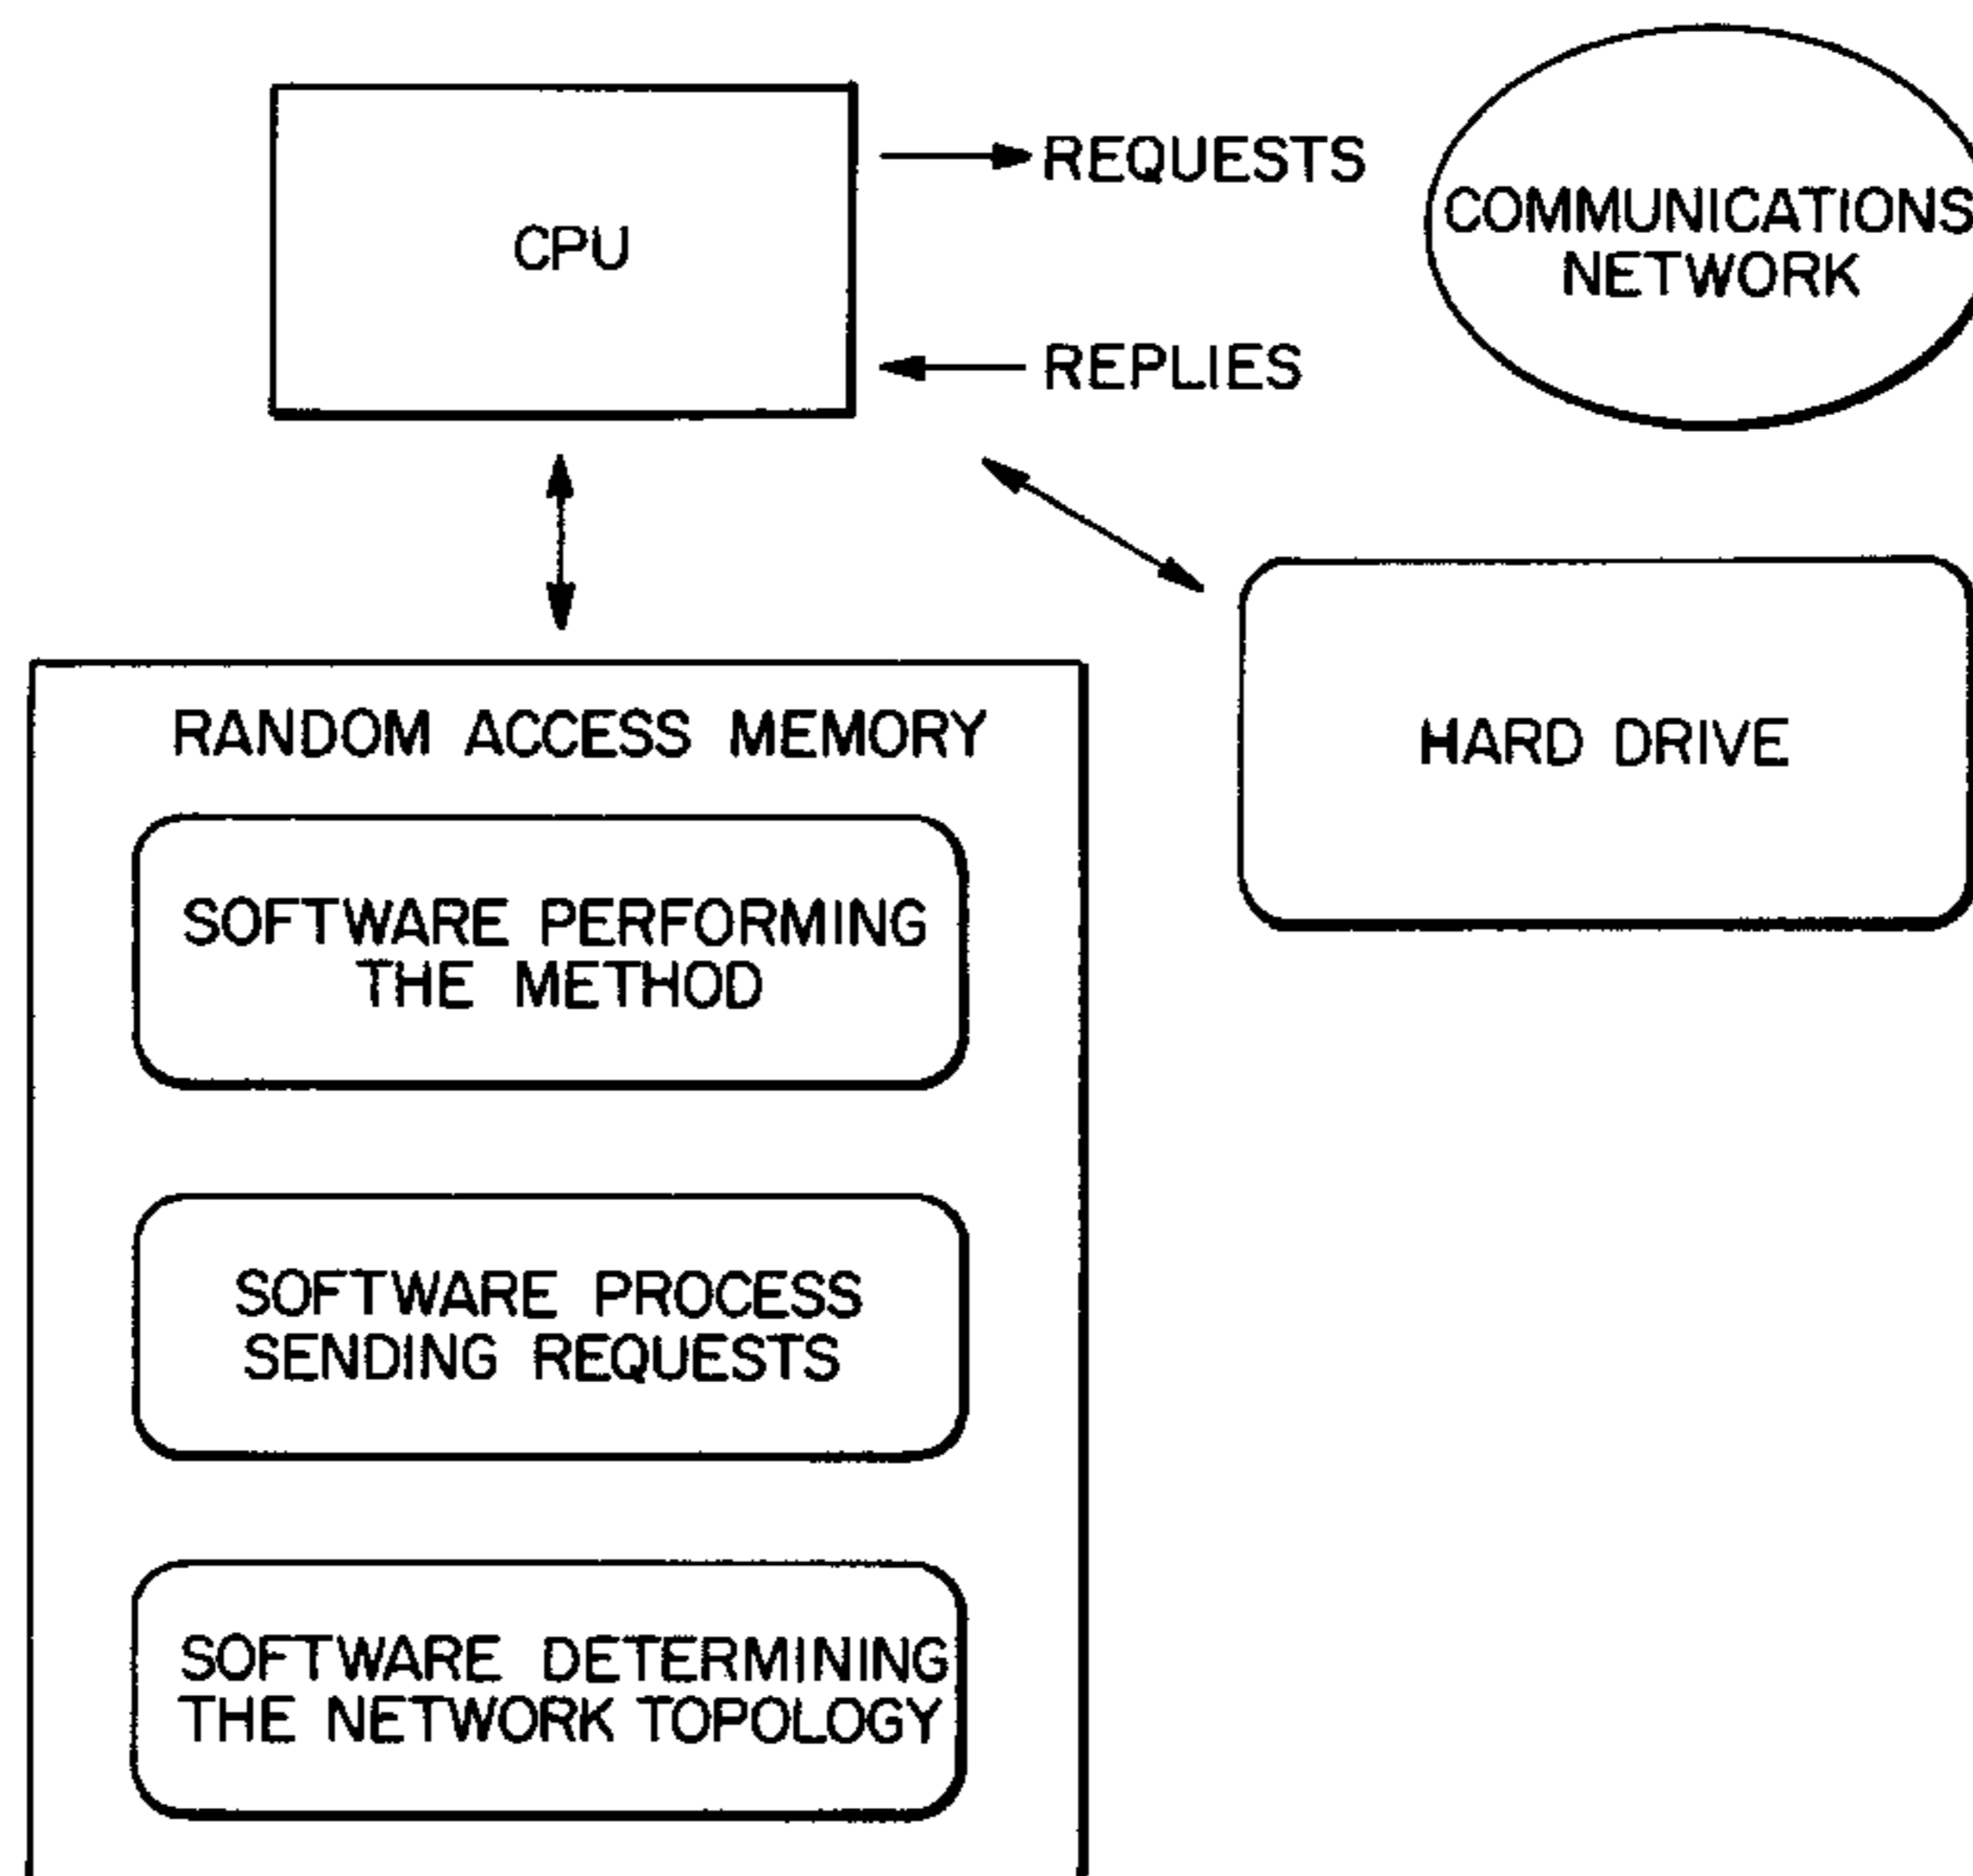 CPU
REQUESTS
REPLIES
COMMUNICATIONS
NETWORK
RANDOM ACCESS MEMORY
HARD DRIVE
SOFTWARE PERFORMING
THE METHOD
SOFTWARE PROCESS
SENDING REQUESTS
SOFTWARE DETERMINING
THE NETWORK TOPOLOGY